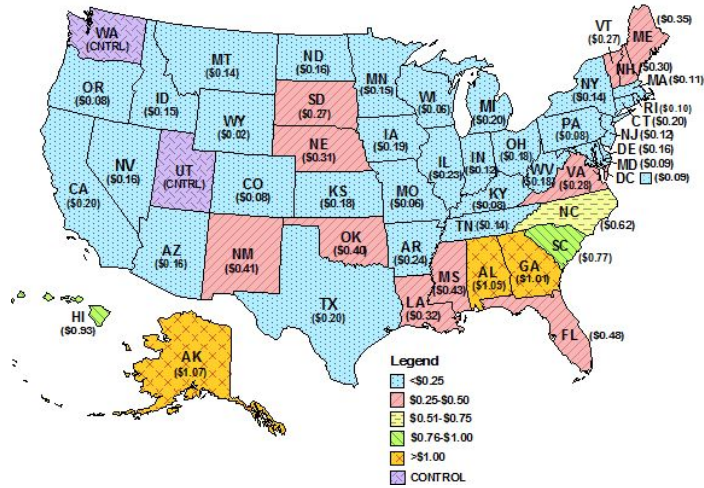 WA
(CNTRL)
OR
($0.08)
CA
($0.20)
NV
($0.16)
ID
($0.15)
MT
($0.14)
WY
($0.02)
UT
(CNTRL)
AZ
($0.16)
CO
($0.08)
NM
($0.41)
ND
($0.16)
SD
($0.27)
NE
($0.31)
KS
($0.18)
OK
($0.40)
TX
($0.20)
MN
($0.15)
IA
($0.19)
MO
($0.06)
AR
($0.24)
LA
($0.32)
WI
($0.06)
IL
($0.23)
MI
($0.20)
IN
($0.12)
OH
($0.18)
KY
($0.08)
TN ($0.14)
MS
($0.43)
AL
($1.05)
GA
($1.01)
FL ($0.48)
SC
($0.77)
NC
($0.62)
VA
($0.28)
WV
($0.18)
PA
($0.08)
NY
($0.14)
VT
($0.27)
NH ($0.30)
ME
($0.35)
MA ($0.11)
RI ($0.10)
CT ($0.20)
NJ ($0.12)
DE ($0.16)
MD ($0.09)
DC ($0.09)
HI
($0.93)
AK
($1.07)
Legend
<$0.25
$0.25-$0.50
$0.51-$0.75
$0.76-$1.00
>$1.00
CONTROL